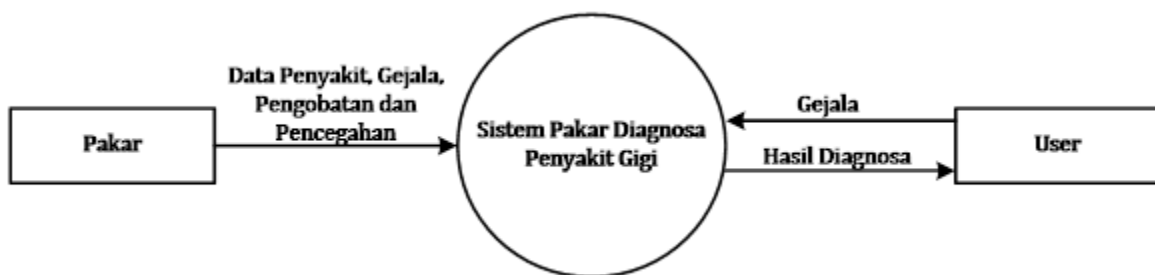 Pakar
Data Penyakit, Gejala,
Pengobatan dan
Pencegahan
Sistem Pakar Diagnosa
Penyakit Gigi
Gejala
Hasil Diagnosa
User